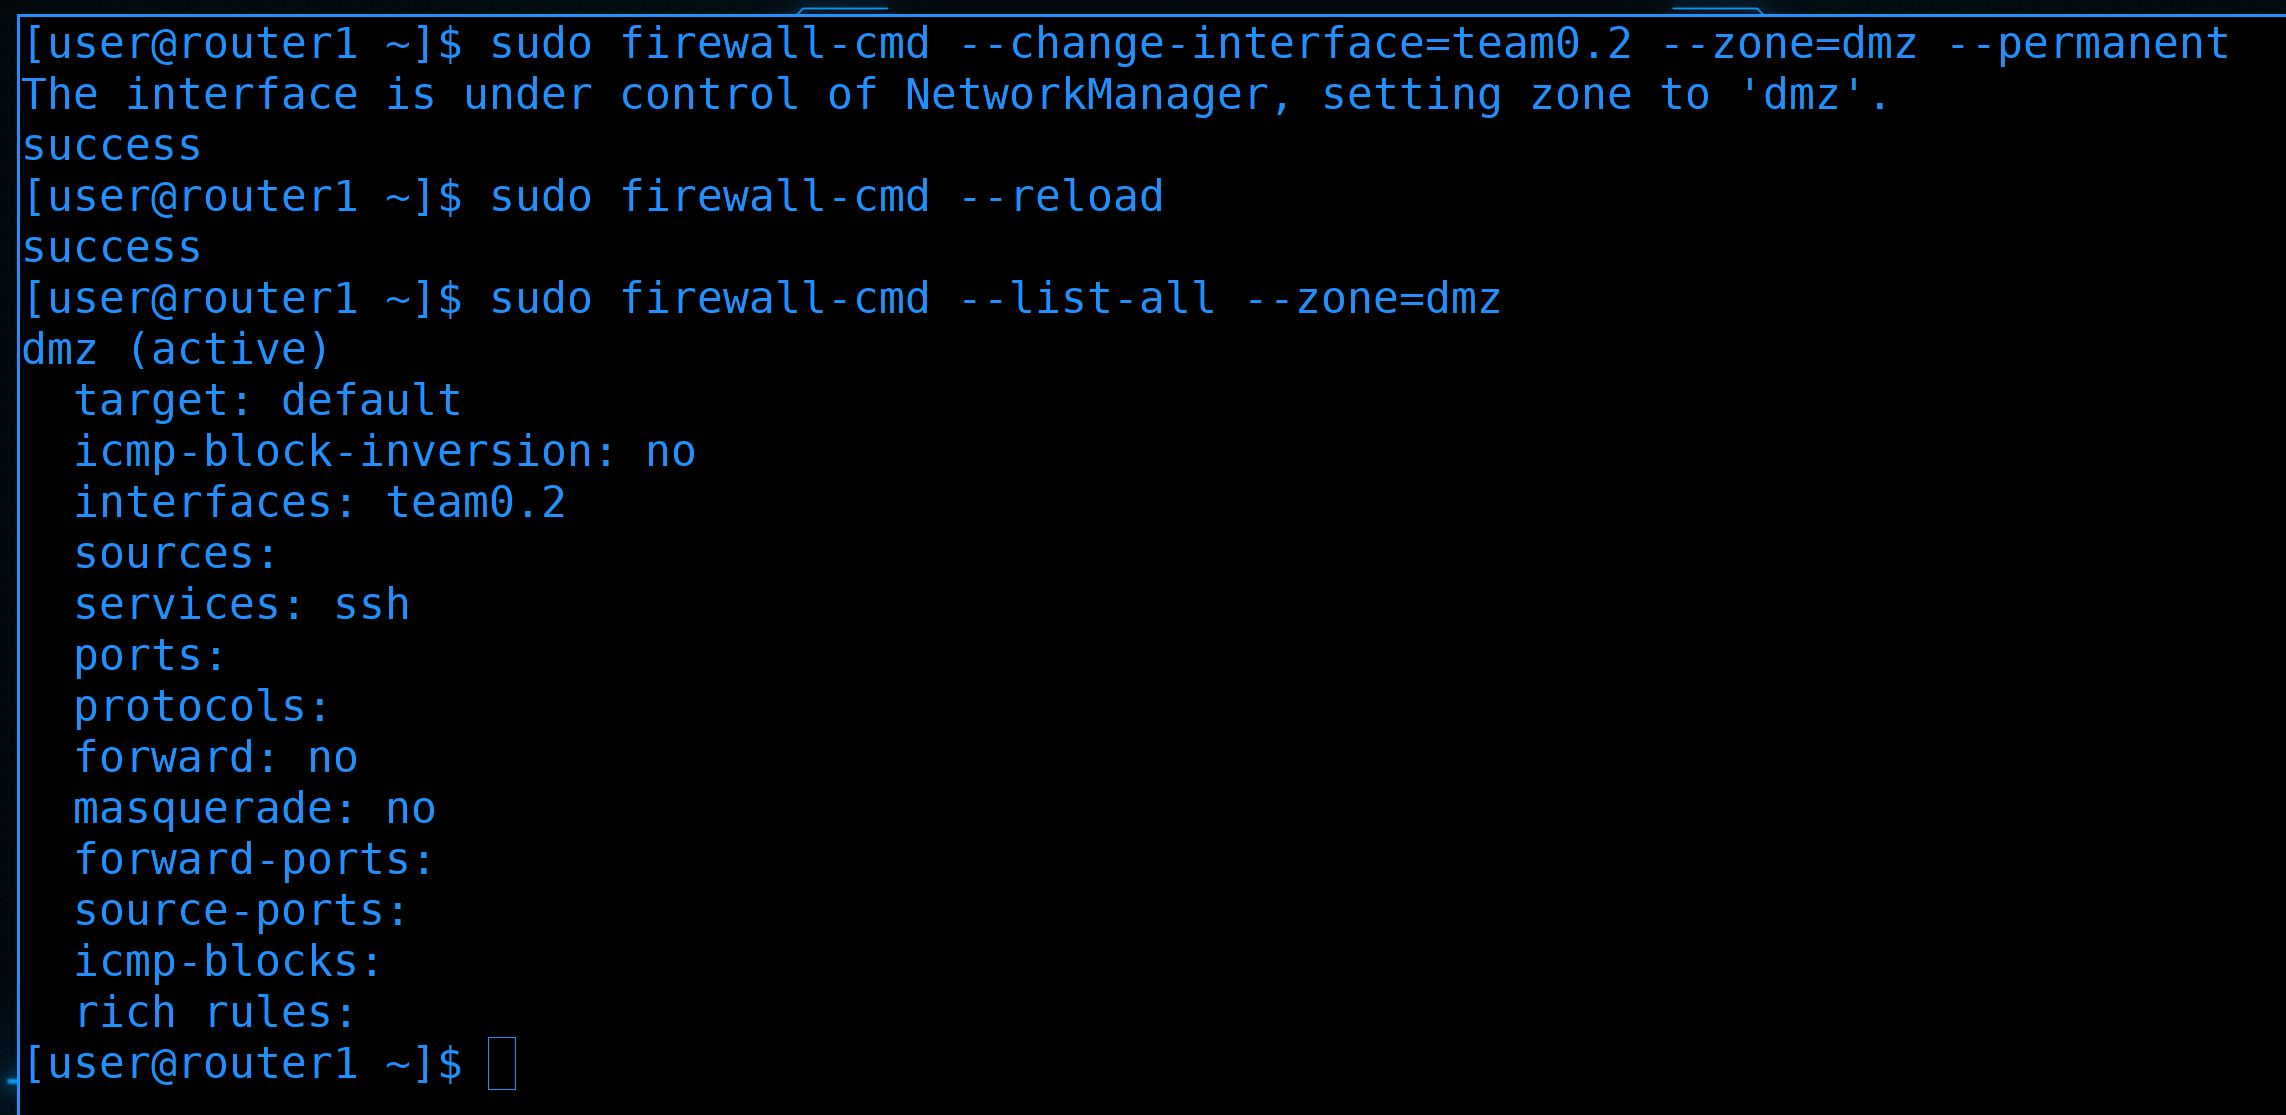 [user@router1 ~]$ sudo firewall-cmd --change-interface=team0.2 --zone=dmz --permanent
The interface is under control of NetworkManager, setting zone to 'dmz'.
success
[user@router1 ~]$ sudo firewall-cmd --reload
success
[user@router1 ~]$ sudo firewall-cmd --list-all --zone=dmz
dmz (active)
  target: default
  icmp-block-inversion: no
  interfaces: team0.2
  sources:
  services: ssh
  ports:
  protocols:
  forward: no
  masquerade: no
  forward-ports:
  source-ports:
  icmp-blocks:
  rich rules:
[user@router1 ~]$